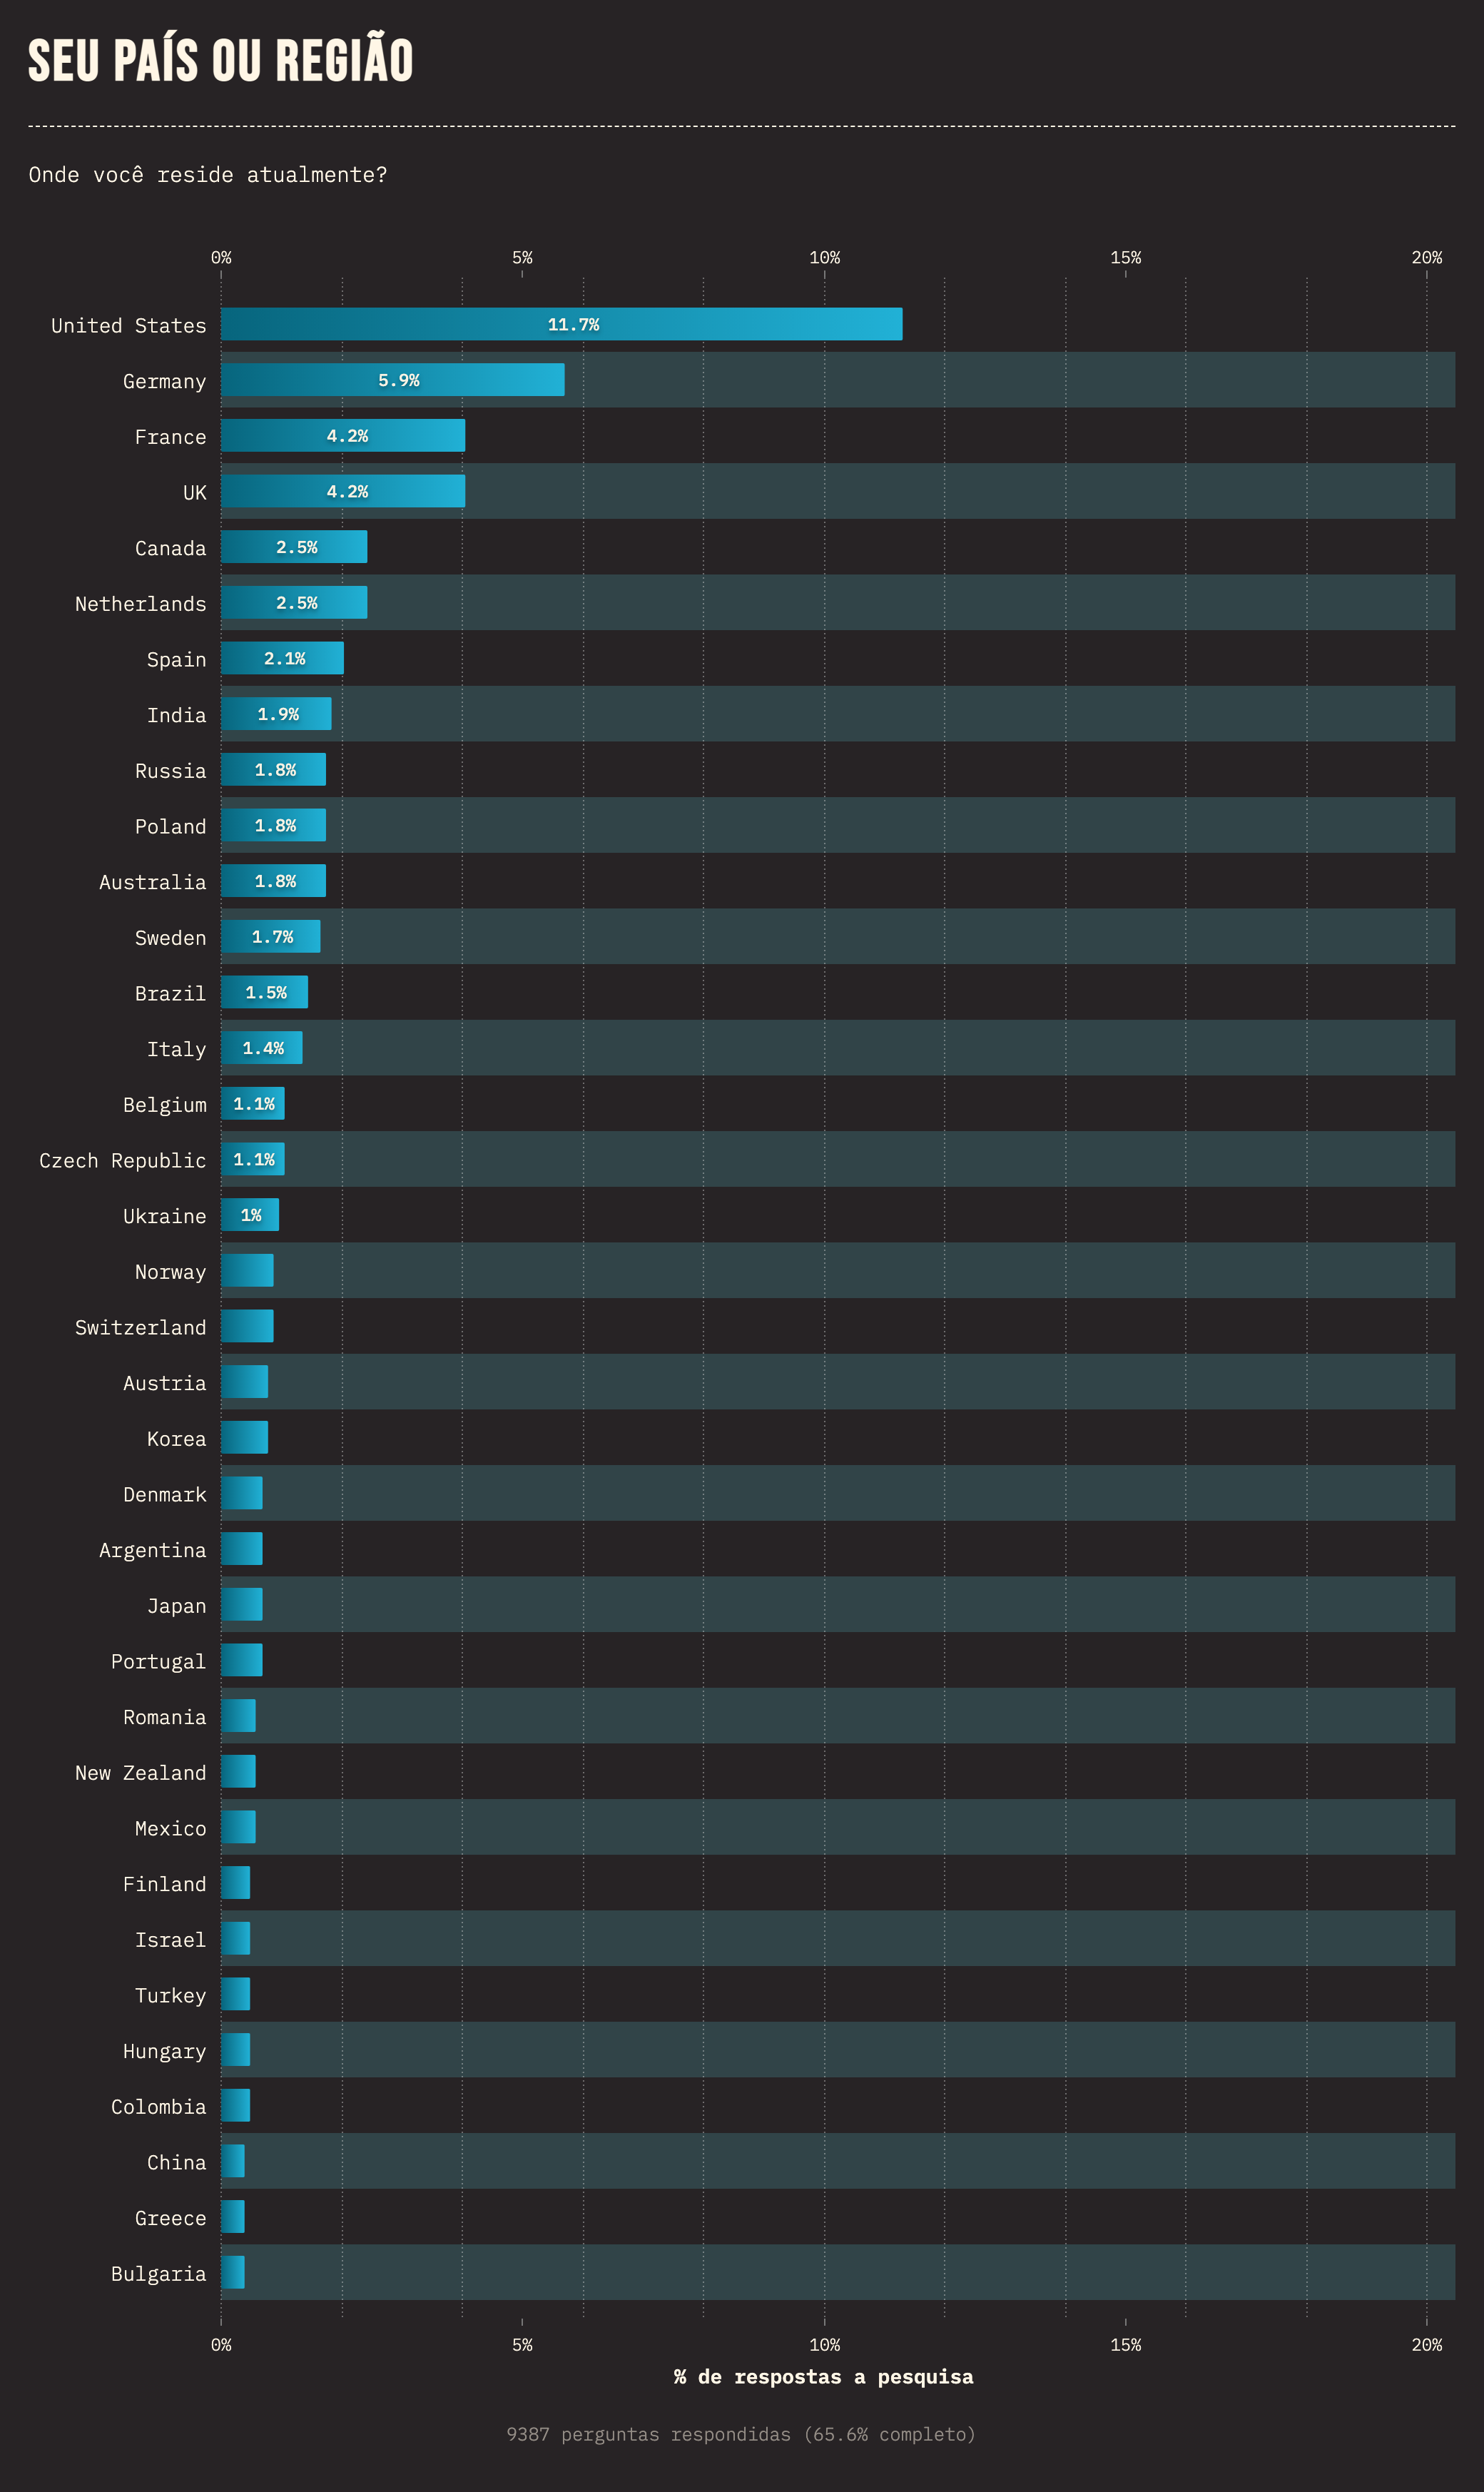 SEU PAÍS OU REGIÃO
Onde você reside atualmente?
0% 5% 10% 15% 20%
United States 11.7%
Germany 5.9%
France 4.2%
UK 4.2%
Canada 2.5%
Netherlands 2.5%
Spain 2.1%
India 1.9%
Russia 1.8%
Poland 1.8%
Australia 1.8%
Sweden 1.7%
Brazil 1.5%
Italy 1.4%
Belgium 1.1%
Czech Republic 1.1%
Ukraine 1%
Norway
Switzerland
Austria
Korea
Denmark
Argentina
Japan
Portugal
Romania
New Zealand
Mexico
Finland
Israel
Turkey
Hungary
Colombia
China
Greece
Bulgaria
0% 5% 10% 15% 20%
% de respostas a pesquisa
9387 perguntas respondidas (65.6% completo)